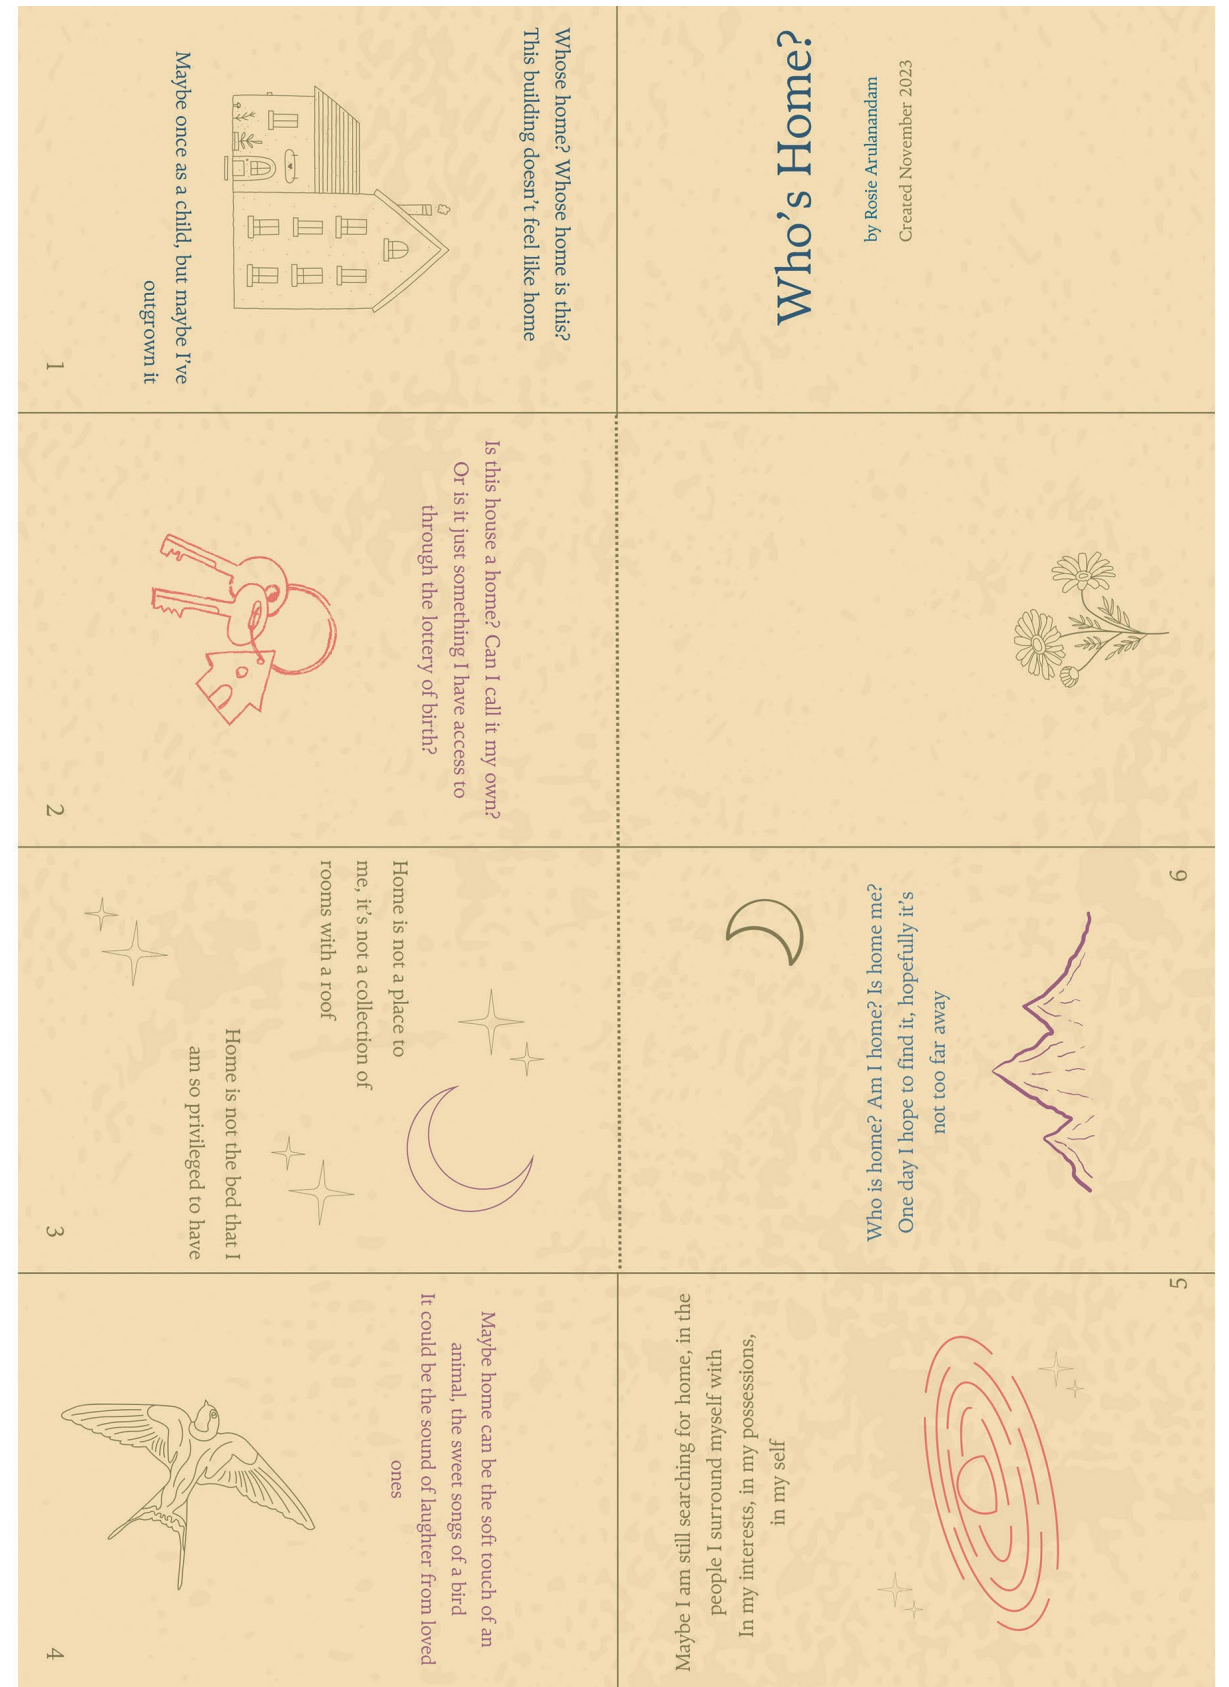 Who's Home?
by Rosie Arulanandam
Created November 2023
Whose home? Whose home is this?
This building doesn't feel like home
Maybe once as a child, but maybe I've
outgrown it
1
Is this house a home? Can I call it my own?
Or is it just something I have access to
through the lottery of birth?
2
Home is not a place to
me, it's not a collection of
rooms with a roof
Home is not the bed that I
am so privileged to have
3
Maybe home can be the soft touch of an
animal, the sweet songs of a bird
It could be the sound of laughter from loved
ones
4
Maybe I am still searching for home, in the
people I surround myself with
In my interests, in my possessions,
in my self
5
Who is home? Am I home? Is home me?
One day I hope to find it, hopefully it's
not too far away
6